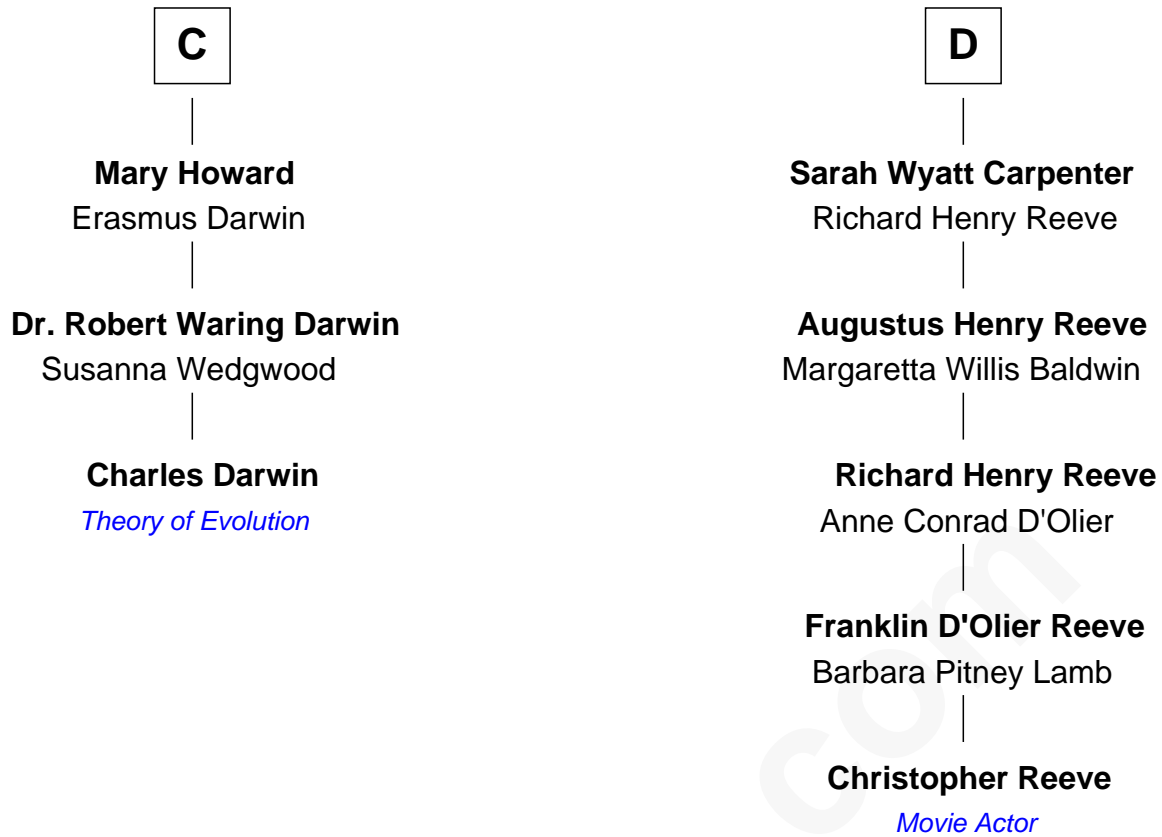 C
Mary Howard
Erasmus Darwin
Dr. Robert Waring Darwin
Susanna Wedgwood
Charles Darwin
Theory of Evolution
D
Sarah Wyatt Carpenter
Richard Henry Reeve
Augustus Henry Reeve
Margaretta Willis Baldwin
Richard Henry Reeve
Anne Conrad D'Olier
Franklin D'Olier Reeve
Barbara Pitney Lamb
Christopher Reeve
Movie Actor
com